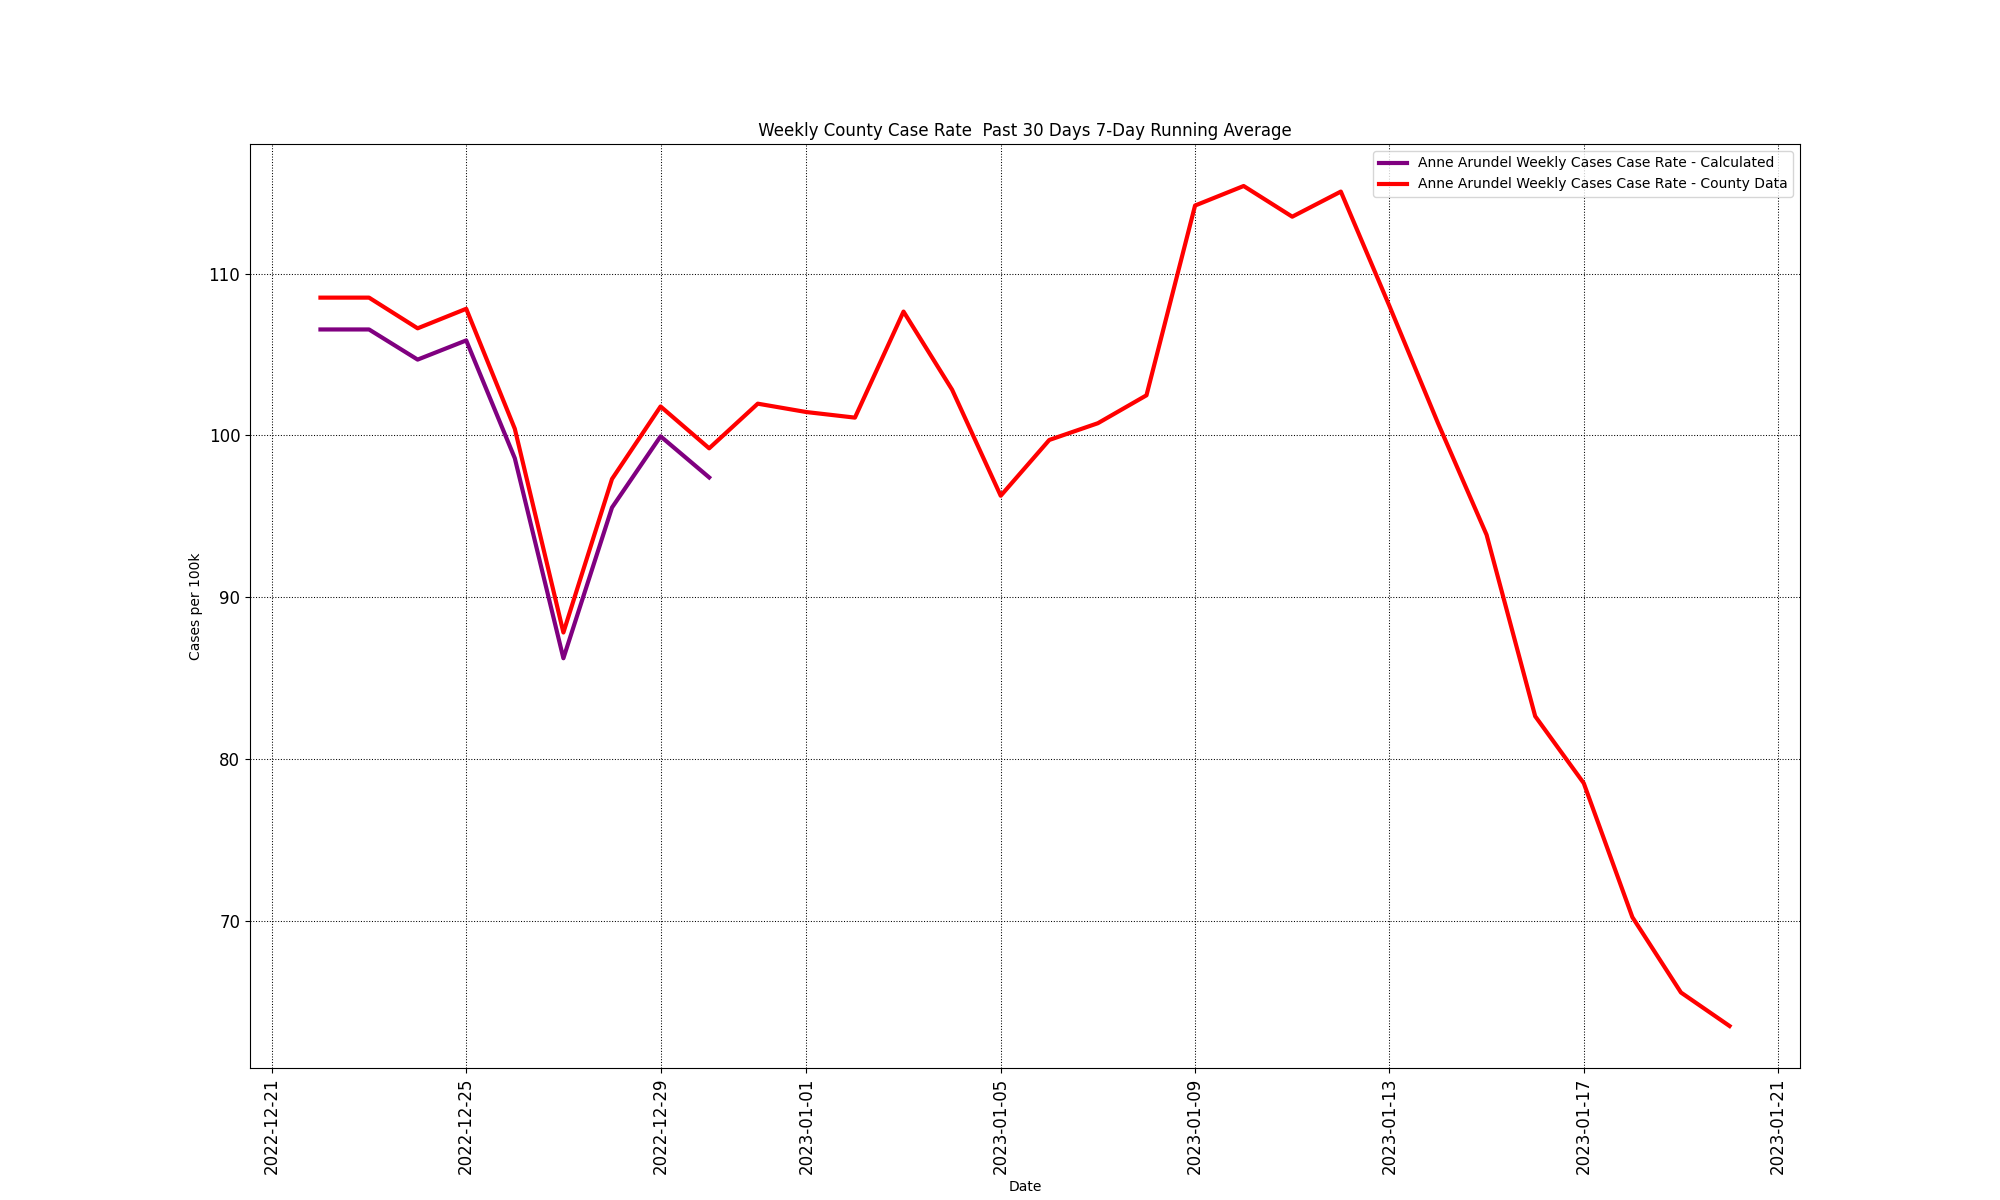 Weekly County Case Rate  Past 30 Days 7-Day Running Average
Anne Arundel Weekly Cases Case Rate - Calculated
Anne Arundel Weekly Cases Case Rate - County Data
Cases per 100k
110
100
90
80
70
2022-12-21
2022-12-25
2022-12-29
2023-01-01
2023-01-05
2023-01-09
2023-01-13
2023-01-17
2023-01-21
Date